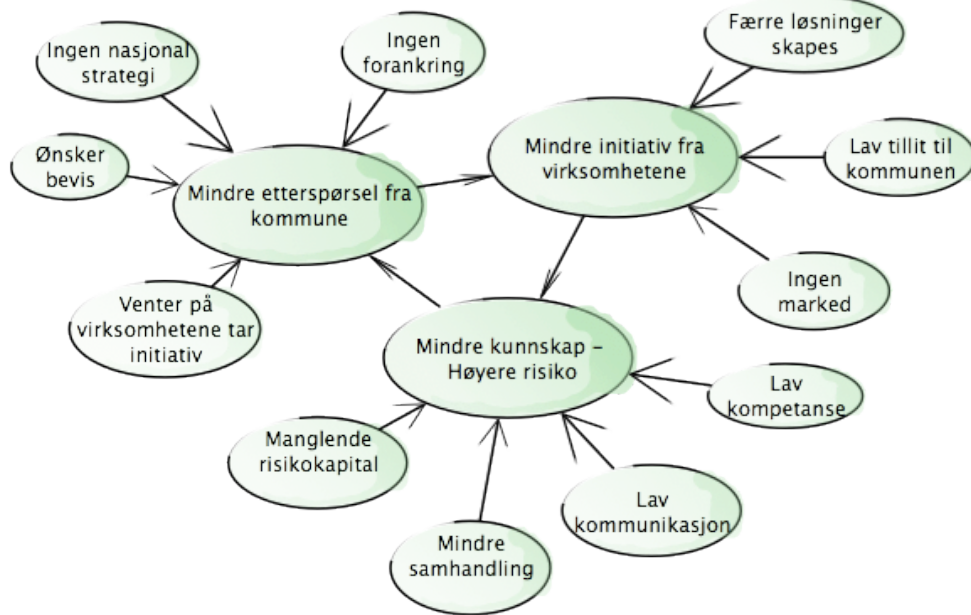 Ingen nasjonal
strategi
Ingen
forankring
Færre løsninger
skapes
Ønsker
bevis
Mindre etterspørsel fra
kommune
Mindre initiativ fra
virksomhetene
Lav tillit til
kommunen
Venter på
virksomhetene tar
initiativ
Ingen
marked
Mindre kunnskap –
Høyere risiko
Lav
kompetanse
Manglende
risikokapital
Lav
kommunikasjon
Mindre
samhandling